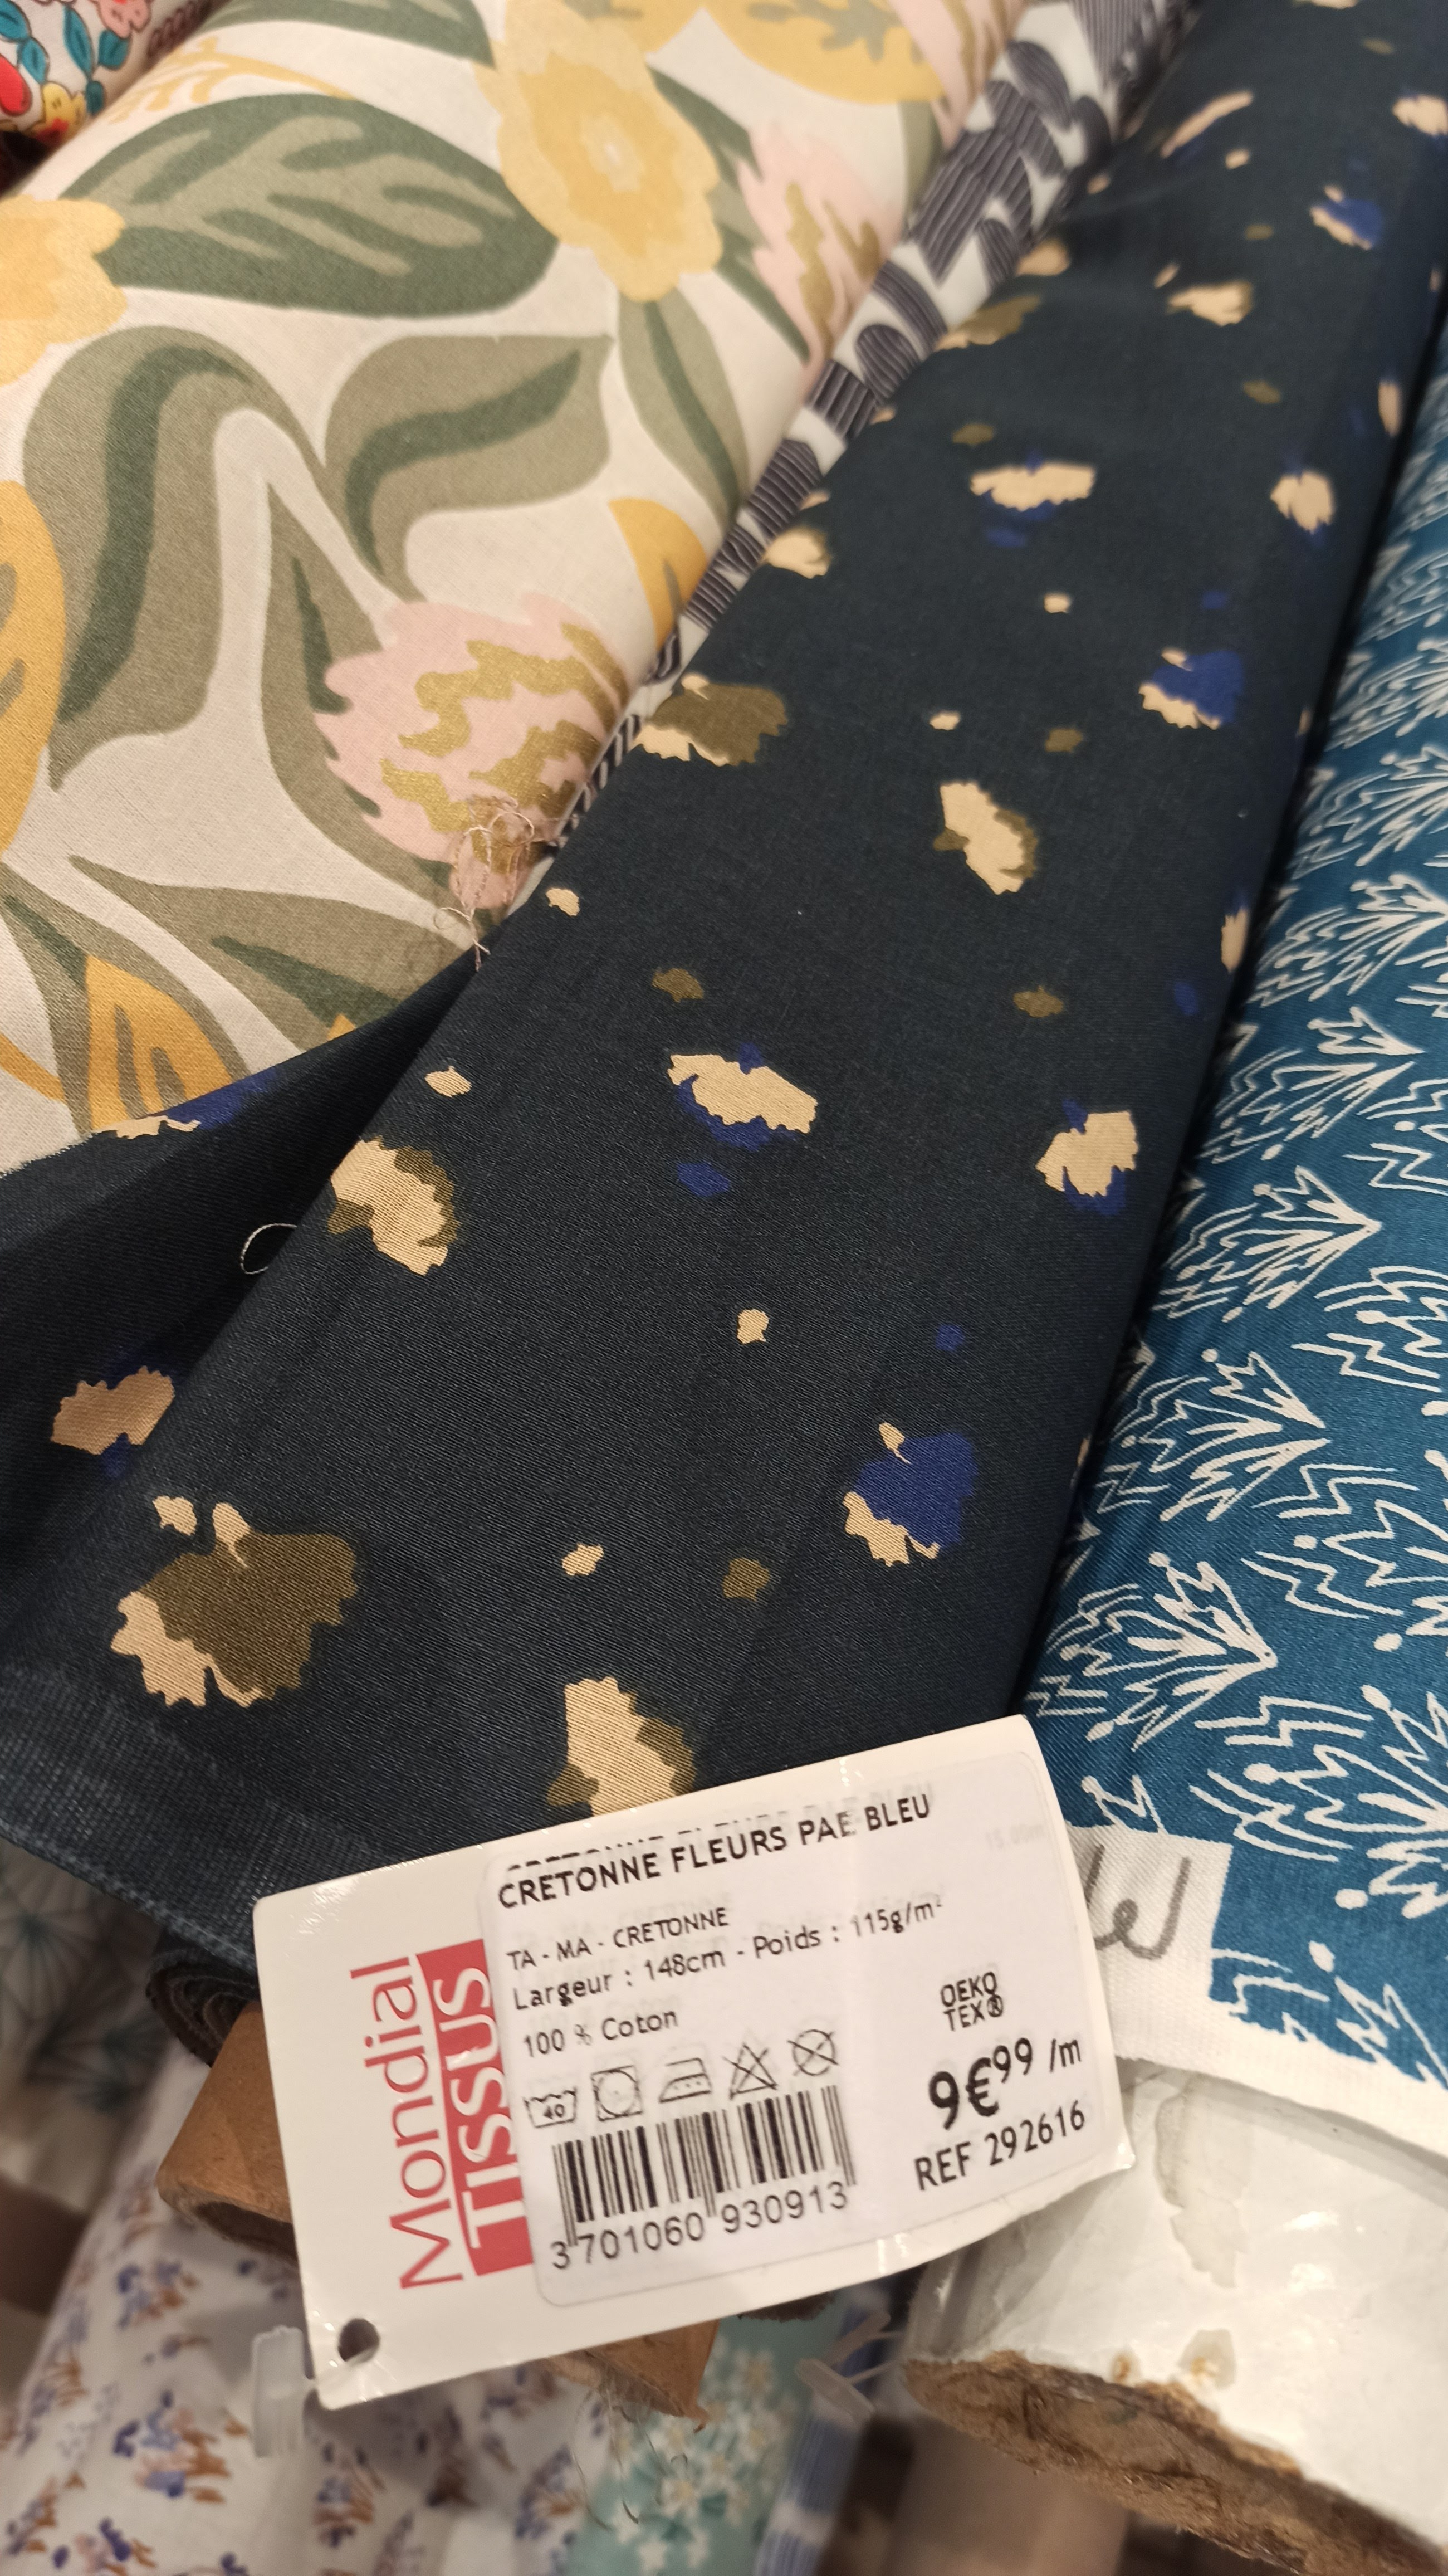 CRETONNE FLEURS PAE BLEU
TA - MA - CRETONNE
Largeur : 148cm - Poids : 115g/m²
100 % Coton
OEKO
TEX®
40
9€99 /m
REF 292616
3 701060 930913
Mondial
TISSUS